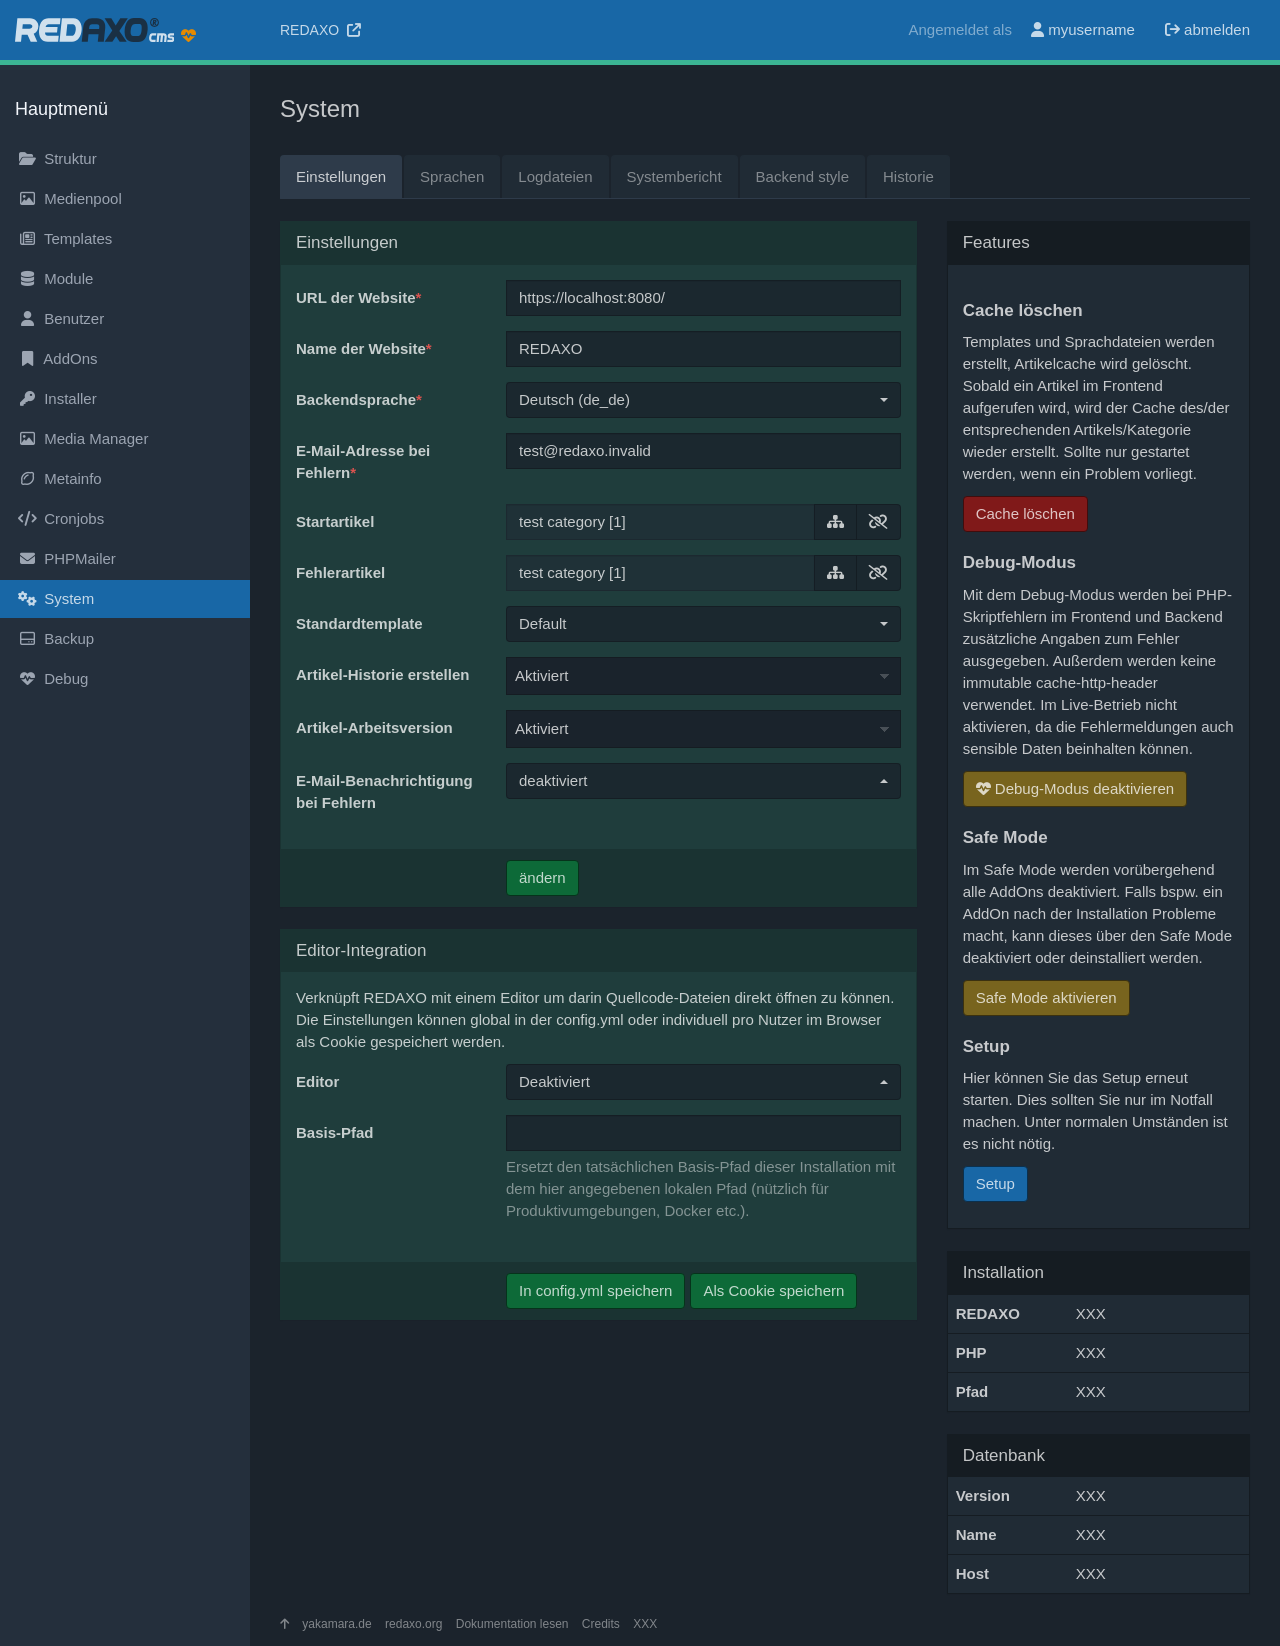 REDAXO® cms
REDAXO
Angemeldet als myusername abmelden
Hauptmenü
Struktur
Medienpool
Templates
Module
Benutzer
AddOns
Installer
Media Manager
Metainfo
Cronjobs
PHPMailer
System
Backup
Debug
System
Einstellungen Sprachen Logdateien Systembericht Backend style Historie
Einstellungen
URL der Website* https://localhost:8080/
Name der Website* REDAXO
Backendsprache* Deutsch (de_de)
E-Mail-Adresse bei
Fehlern*
test@redaxo.invalid
Startartikel test category [1]
Fehlerartikel test category [1]
Standardtemplate Default
Artikel-Historie erstellen Aktiviert
Artikel-Arbeitsversion Aktiviert
E-Mail-Benachrichtigung
bei Fehlern
deaktiviert
ändern
Editor-Integration
Verknüpft REDAXO mit einem Editor um darin Quellcode-Dateien direkt öffnen zu können.
Die Einstellungen können global in der config.yml oder individuell pro Nutzer im Browser
als Cookie gespeichert werden.
Editor Deaktiviert
Basis-Pfad
Ersetzt den tatsächlichen Basis-Pfad dieser Installation mit
dem hier angegebenen lokalen Pfad (nützlich für
Produktivumgebungen, Docker etc.).
In config.yml speichern Als Cookie speichern
Features
Cache löschen
Templates und Sprachdateien werden
erstellt, Artikelcache wird gelöscht.
Sobald ein Artikel im Frontend
aufgerufen wird, wird der Cache des/der
entsprechenden Artikels/Kategorie
wieder erstellt. Sollte nur gestartet
werden, wenn ein Problem vorliegt.
Cache löschen
Debug-Modus
Mit dem Debug-Modus werden bei PHP-
Skriptfehlern im Frontend und Backend
zusätzliche Angaben zum Fehler
ausgegeben. Außerdem werden keine
immutable cache-http-header
verwendet. Im Live-Betrieb nicht
aktivieren, da die Fehlermeldungen auch
sensible Daten beinhalten können.
Debug-Modus deaktivieren
Safe Mode
Im Safe Mode werden vorübergehend
alle AddOns deaktiviert. Falls bspw. ein
AddOn nach der Installation Probleme
macht, kann dieses über den Safe Mode
deaktiviert oder deinstalliert werden.
Safe Mode aktivieren
Setup
Hier können Sie das Setup erneut
starten. Dies sollten Sie nur im Notfall
machen. Unter normalen Umständen ist
es nicht nötig.
Setup
Installation
REDAXO XXX
PHP XXX
Pfad XXX
Datenbank
Version XXX
Name XXX
Host XXX
yakamara.de redaxo.org Dokumentation lesen Credits XXX